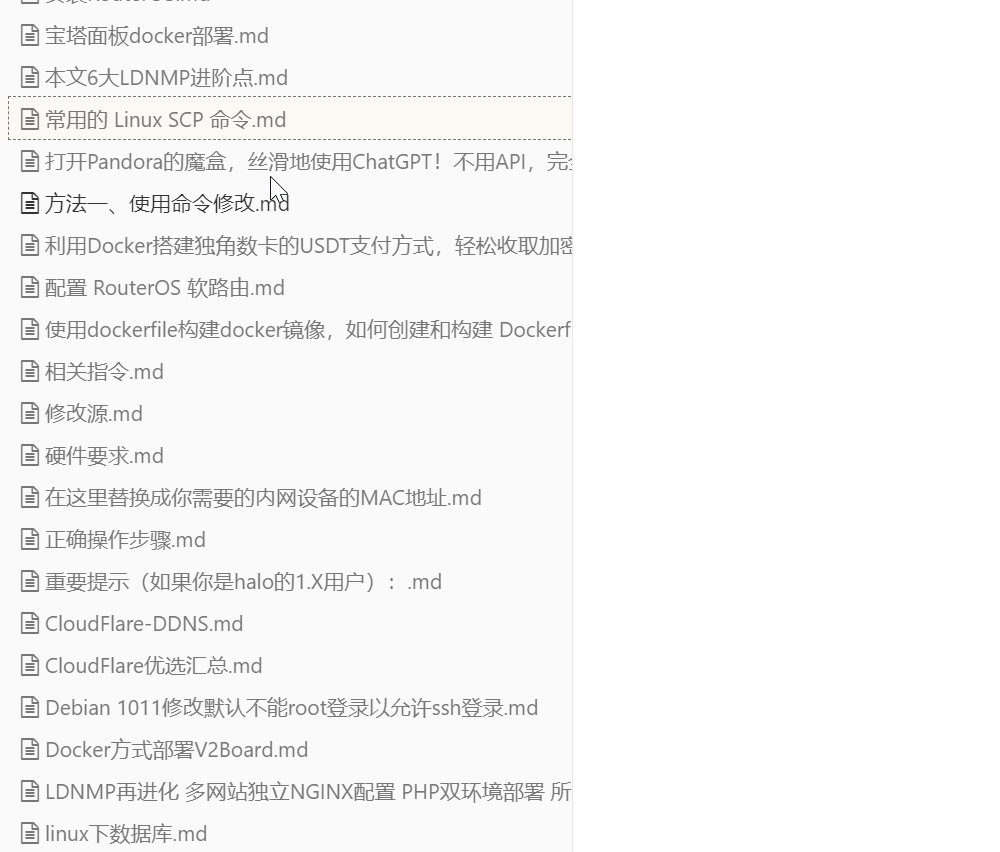 宝塔面板docker部署.md
本文6大LDNMP进阶点.md
常用的 Linux SCP 命令.md
打开Pandora的魔盒，丝滑地使用ChatGPT！不用API，完
方法一、使用命令修改.md
利用Docker搭建独角数卡的USDT支付方式，轻松收取加密
配置 RouterOS 软路由.md
使用dockerfile构建docker镜像，如何创建和构建 Dockerf
相关指令.md
修改源.md
硬件要求.md
在这里替换成你需要的内网设备的MAC地址.md
正确操作步骤.md
重要提示（如果你是halo的1.X用户）：.md
CloudFlare-DDNS.md
CloudFlare优选汇总.md
Debian 1011修改默认不能root登录以允许ssh登录.md
Docker方式部署V2Board.md
LDNMP再进化 多网站独立NGINX配置 PHP双环境部署 所
linux下数据库.md